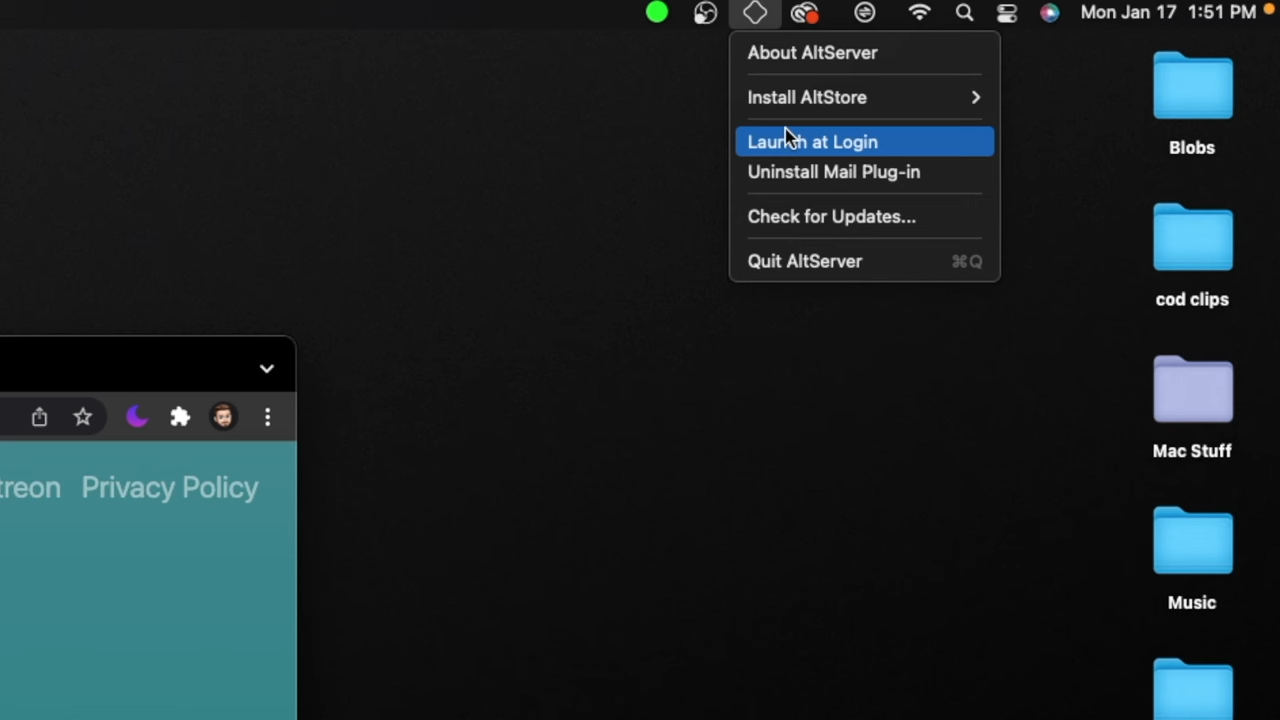 Mon Jan 17 1:51 PM
About AltServer
Install AltStore
Launch at Login
Uninstall Mail Plug-in
Check for Updates...
Quit AltServer ⌘Q
Blobs
cod clips
Mac Stuff
Music
treon Privacy Policy